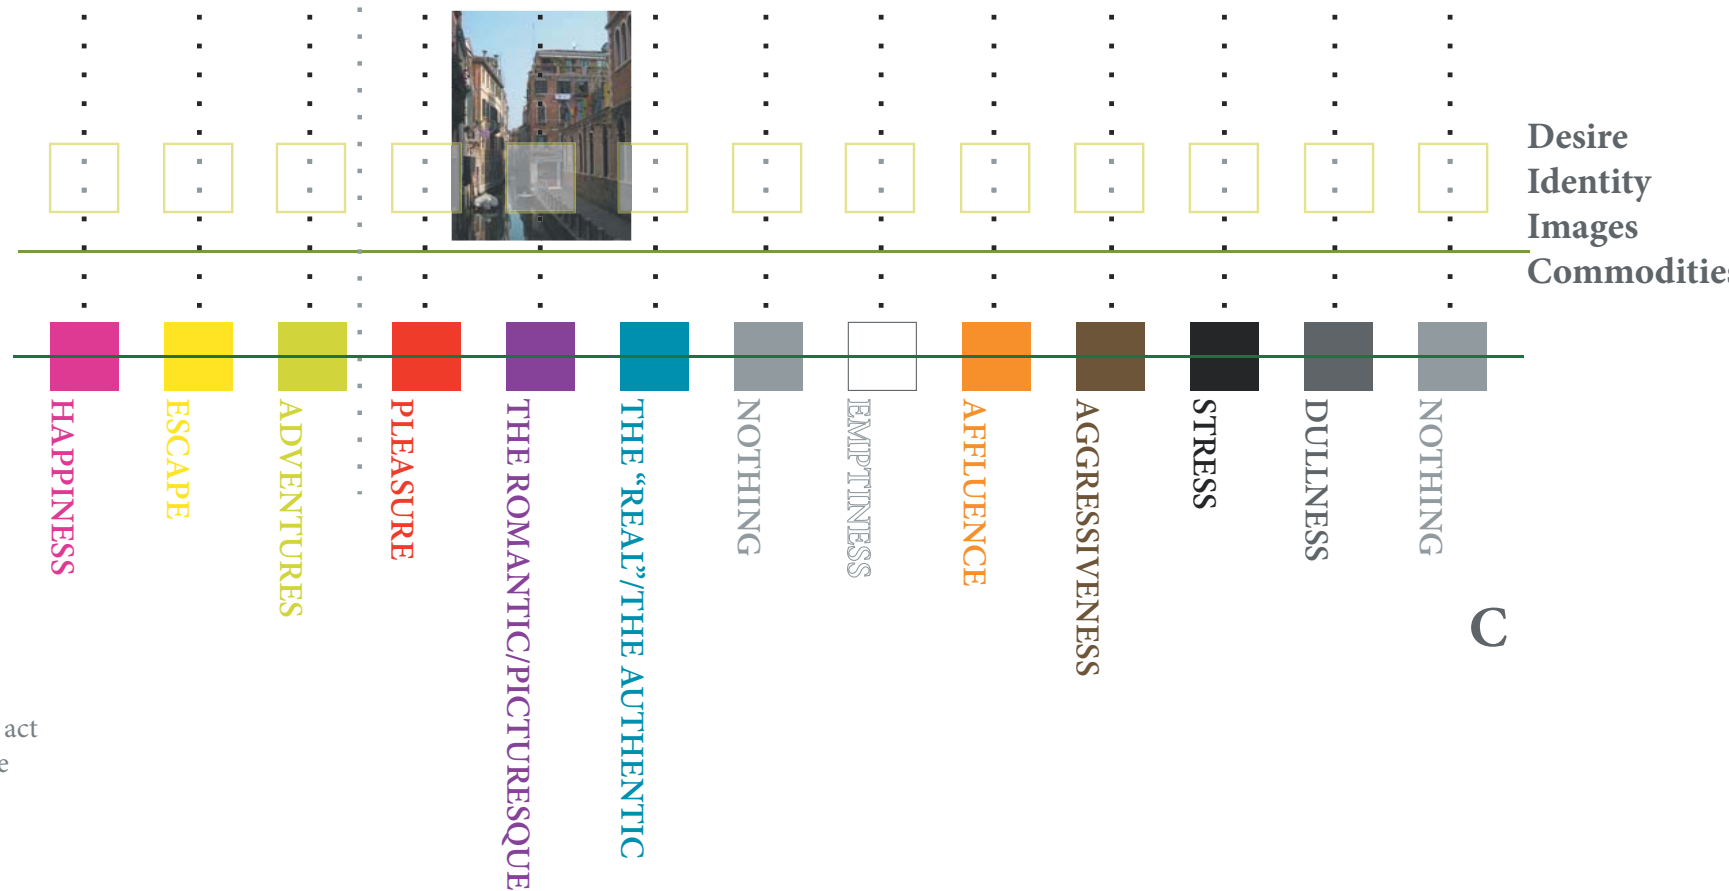 Desire
Identity
Images
Commodities
HAPPINESS
ESCAPE
ADVENTURES
PLEASURE
THE ROMANTIC/PICTURESQUE
THE “REAL”/THE AUTHENTIC
NOTHING
EMPTINESS
AFFLUENCE
AGGRESSIVENESS
STRESS
DULLNESS
NOTHING
C
act
e